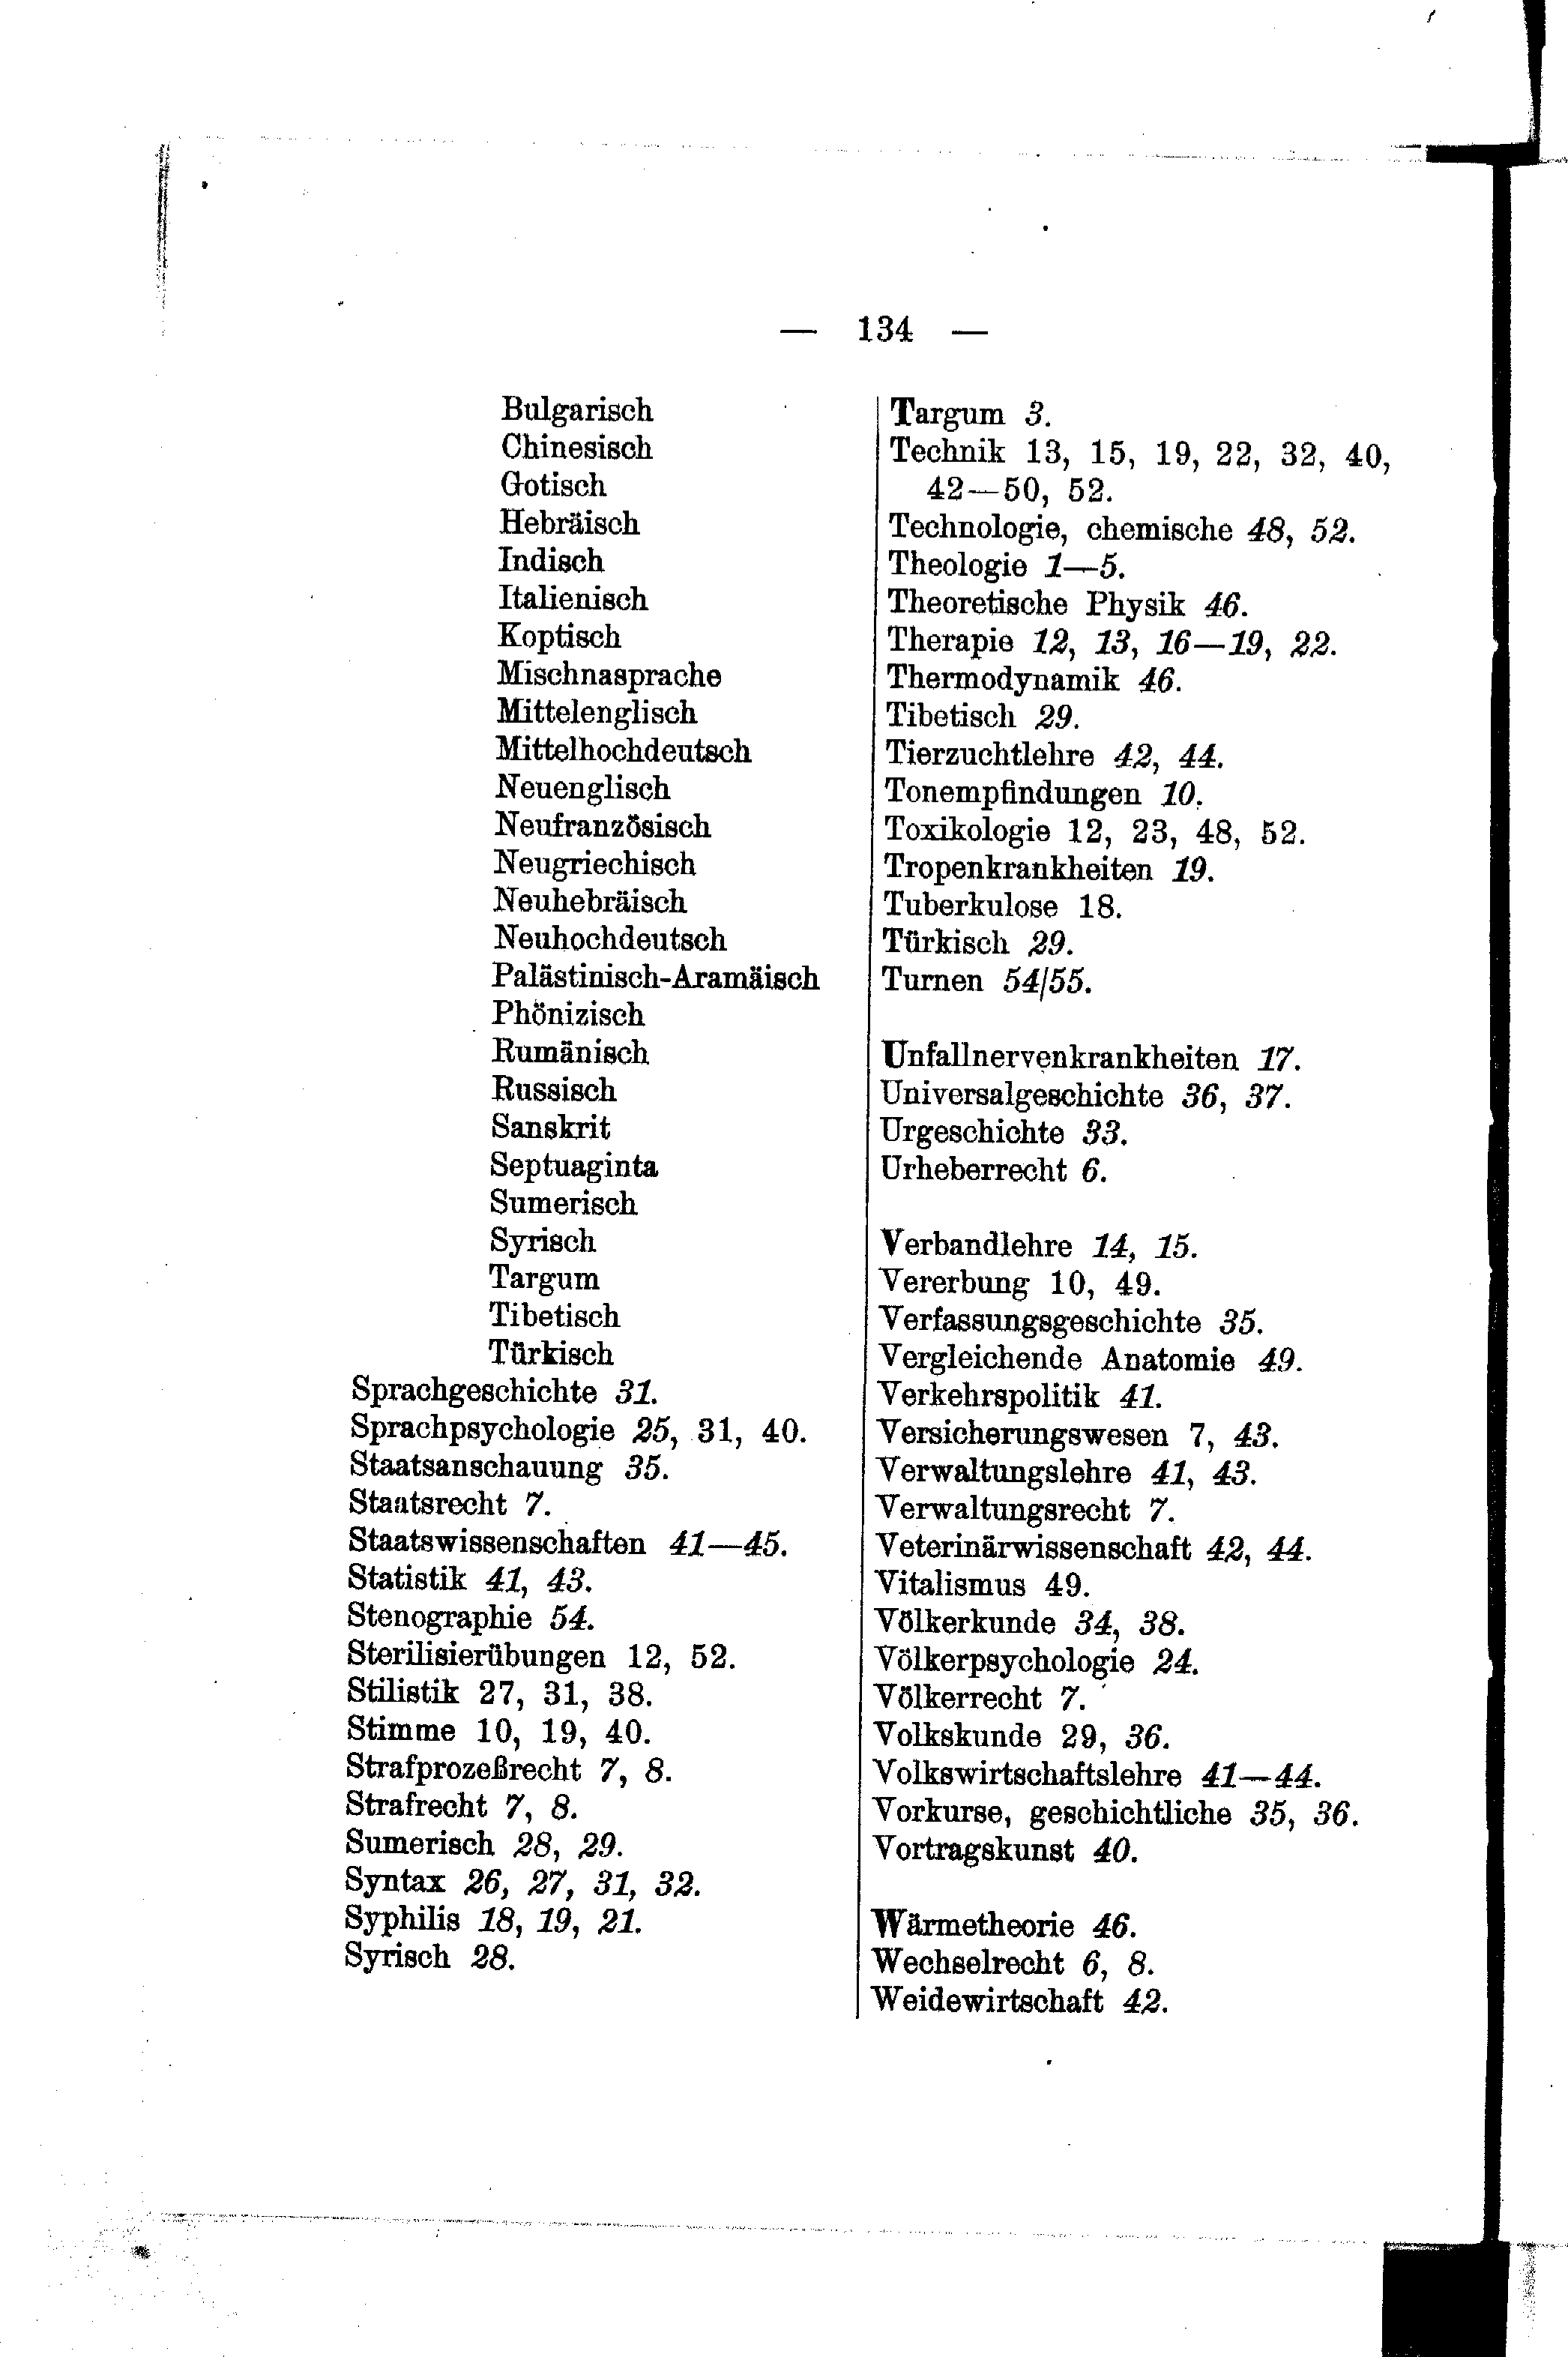 — 134 —
Bulgarisch
Chinesisch
Gotisch
Hebräisch
Indisch
Italienisch
Koptisch
Mischnasprache
Mittelenglisch
Mittelhochdeutsch
Neuenglisch
Neufranzösisch
Neugriechisch
Neuhebräisch
Neuhochdeutsch
Palästinisch-Aramäisch
Phönizisch
Rumänisch
Russisch
Sanskrit
Septuaginta
Sumerisch
Syrisch
Targum
Tibetisch
Türkisch
Sprachgeschichte 31.
Sprachpsychologie 25, 31, 40.
Staatsanschauung 35.
Staatsrecht 7.
Staatswissenschaften 41—45.
Statistik 41, 43.
Stenographie 54.
Sterilisierübungen 12, 52.
Stilistik 27, 31, 38.
Stimme 10, 19, 40.
Strafprozeßrecht 7, 8.
Strafrecht 7, 8.
Sumerisch 28, 29.
Syntax 26, 27, 31, 32.
Syphilis 18, 19, 21.
Syrisch 28.
Targum 3.
Technik 13, 15, 19, 22, 32, 40,
42—50, 52.
Technologie, chemische 48, 52.
Theologie 1—5.
Theoretische Physik 46.
Therapie 12, 13, 16—19, 22.
Thermodynamik 46.
Tibetisch 29.
Tierzuchtlehre 42, 44.
Tonempfindungen 10.
Toxikologie 12, 23, 48, 52.
Tropenkrankheiten 19.
Tuberkulose 18.
Türkisch 29.
Turnen 54/55.
Unfallnervenkrankheiten 17.
Universalgeschichte 36, 37.
Urgeschichte 33.
Urheberrecht 6.
Verbandlehre 14, 15.
Vererbung 10, 49.
Verfassungsgeschichte 35.
Vergleichende Anatomie 49.
Verkehrspolitik 41.
Versicherungswesen 7, 43.
Verwaltungslehre 41, 43.
Verwaltungsrecht 7.
Veterinärwissenschaft 42, 44.
Vitalismus 49.
Völkerkunde 34, 38.
Völkerpsychologie 24.
Völkerrecht 7.
Volkskunde 29, 36.
Volkswirtschaftslehre 41—44.
Vorkurse, geschichtliche 35, 36.
Vortragskunst 40.
Wärmetheorie 46.
Wechselrecht 6, 8.
Weidewirtschaft 42.